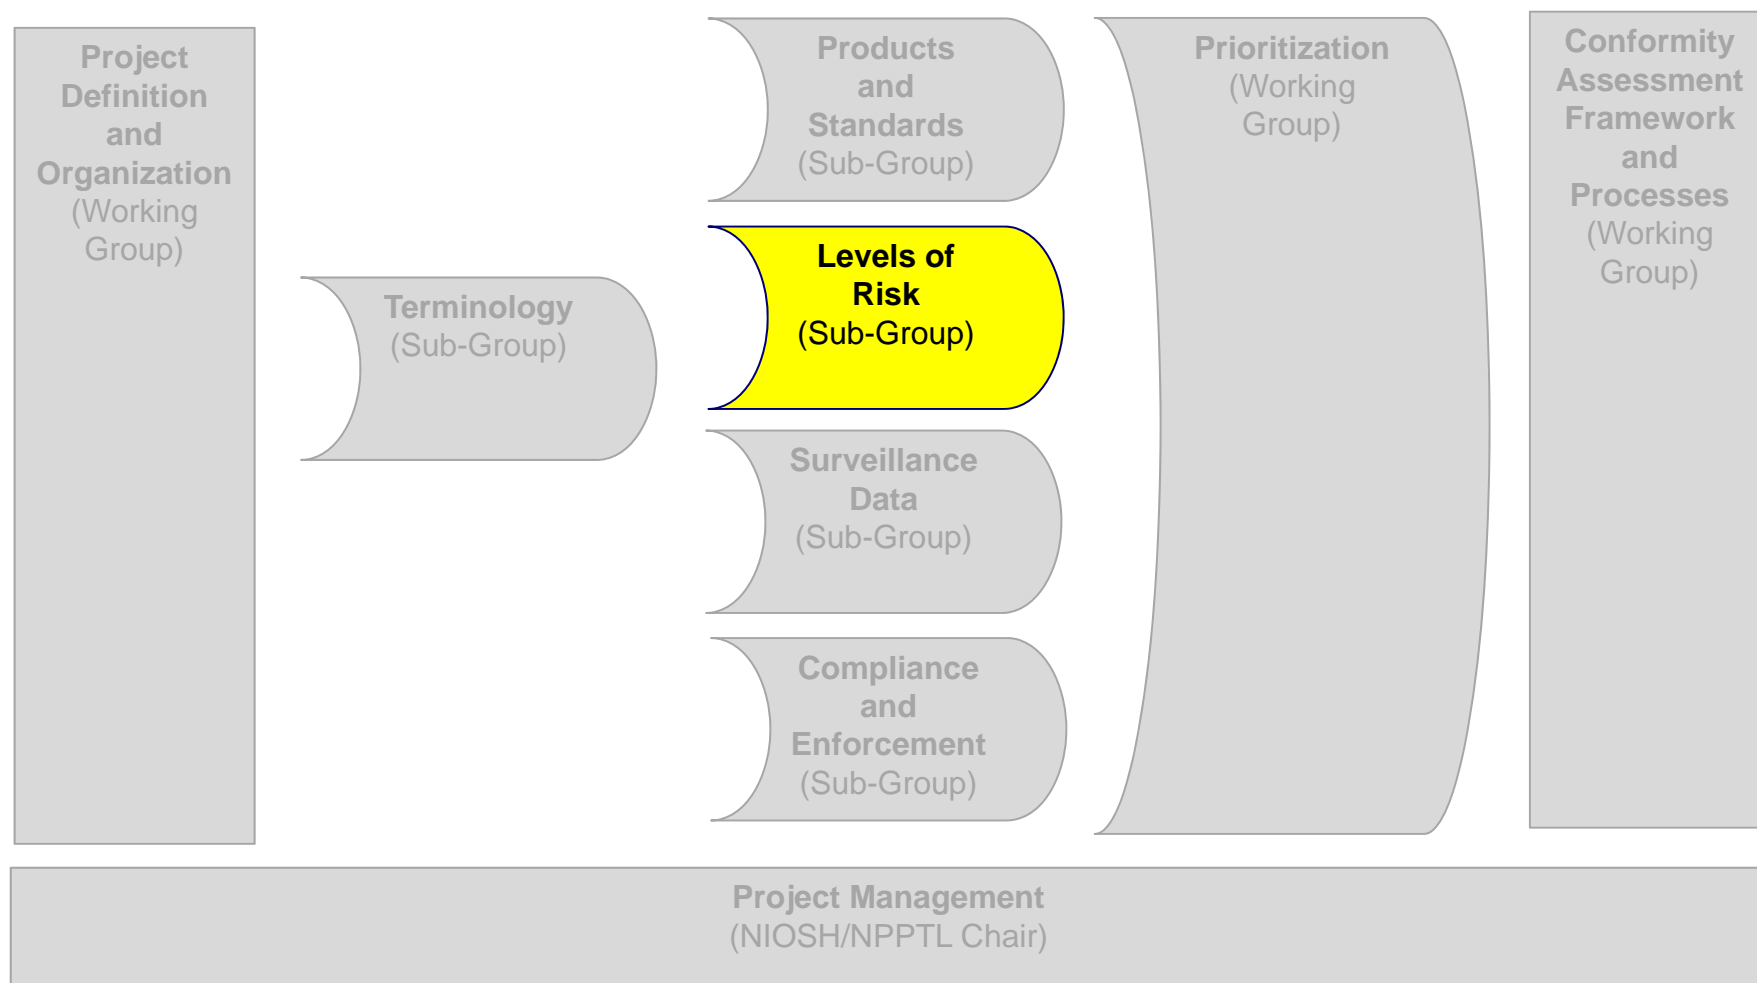 Project
Definition
and
Organization
(Working
Group)
Terminology
(Sub-Group)
Products
and
Standards
(Sub-Group)
Levels of
Risk
(Sub-Group)
Surveillance
Data
(Sub-Group)
Compliance
and
Enforcement
(Sub-Group)
Prioritization
(Working
Group)
Conformity
Assessment
Framework
and
Processes
(Working
Group)
Project Management
(NIOSH/NPPTL Chair)